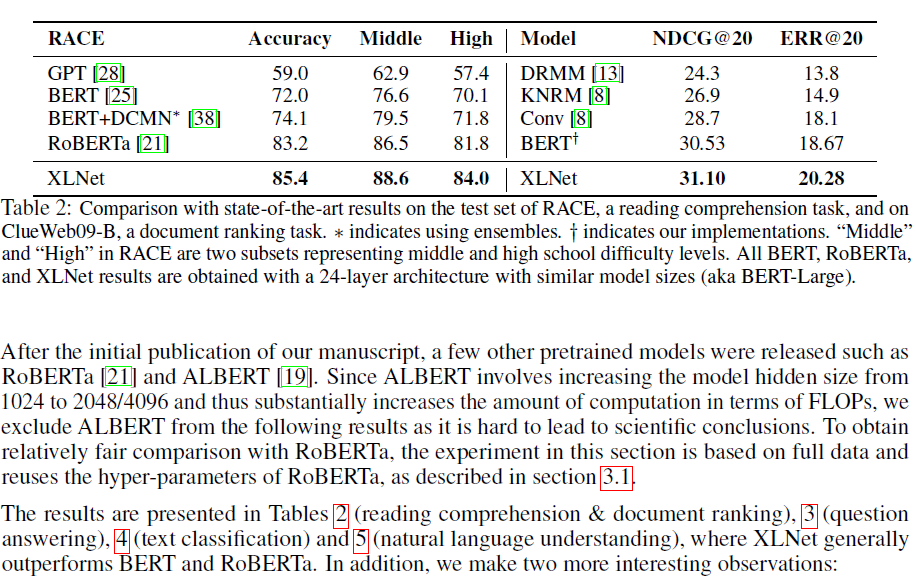 RACE Accuracy Middle High Model NDCG@20 ERR@20
GPT [28] 59.0 62.9 57.4 DRMM [13] 24.3 13.8
BERT [25] 72.0 76.6 70.1 KNRM [8] 26.9 14.9
BERT+DCMN∗ [38] 74.1 79.5 71.8 Conv [8] 28.7 18.1
RoBERTa [21] 83.2 86.5 81.8 BERT† 30.53 18.67
XLNet 85.4 88.6 84.0 XLNet 31.10 20.28
Table 2: Comparison with state-of-the-art results on the test set of RACE, a reading comprehension task, and on
ClueWeb09-B, a document ranking task. ∗ indicates using ensembles. † indicates our implementations. “Middle”
and “High” in RACE are two subsets representing middle and high school difficulty levels. All BERT, RoBERTa,
and XLNet results are obtained with a 24-layer architecture with similar model sizes (aka BERT-Large).
After the initial publication of our manuscript, a few other pretrained models were released such as
RoBERTa [21] and ALBERT [19]. Since ALBERT involves increasing the model hidden size from
1024 to 2048/4096 and thus substantially increases the amount of computation in terms of FLOPs, we
exclude ALBERT from the following results as it is hard to lead to scientific conclusions. To obtain
relatively fair comparison with RoBERTa, the experiment in this section is based on full data and
reuses the hyper-parameters of RoBERTa, as described in section 3.1.
The results are presented in Tables 2 (reading comprehension & document ranking), 3 (question
answering), 4 (text classification) and 5 (natural language understanding), where XLNet generally
outperforms BERT and RoBERTa. In addition, we make two more interesting observations: